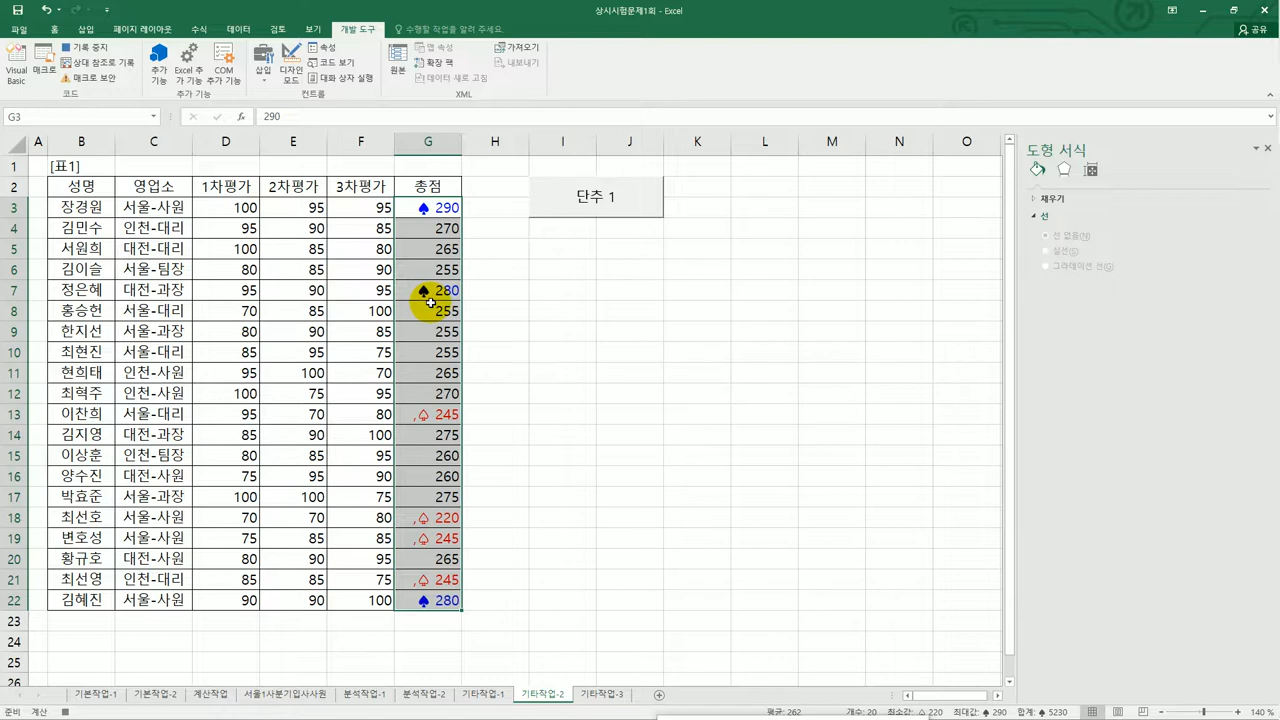 상시시험문제1회 - Excel
파일 홈 삽입 페이지 레이아웃 수식 데이터 검토 보기 개발 도구 수행할 작업을 알려 주세요. 공유
Visual Basic 매크로 기록 중지 상대 참조로 기록 매크로 보안 추가 기능 Excel 추가 기능 COM 추가 기능 삽입 디자인 모드 속성 코드 보기 대화 상자 실행 원본 맵 속성 확장 팩 데이터 새로 고침 가져오기 내보내기
코드 추가 기능 컨트롤 XML
G3 fx 290
A B C D E F G H I J K L M N O
1 [표1]
2 성명 영업소 1차평가 2차평가 3차평가 총점
3 장경원 서울-사원 100 95 95 ♠ 290
4 김민수 인천-대리 95 90 85 270
5 서원희 대전-대리 100 85 80 265
6 김이슬 서울-팀장 80 85 90 255
7 정은혜 대전-과장 90 90 95 ♠ 280
8 홍승헌 서울-대리 70 85 100 255
9 한지선 서울-과장 80 90 85 255
10 최현진 서울-대리 85 95 75 255
11 현희태 인천-사원 95 100 70 265
12 최혁주 인천-사원 100 75 95 270
13 이찬희 서울-대리 95 70 80 ,♤ 245
14 김지영 대전-과장 85 90 100 275
15 이상훈 인천-팀장 80 85 95 260
16 양수진 대전-사원 75 95 90 260
17 박효준 서울-과장 100 100 75 275
18 최선호 서울-사원 70 70 80 ,♤ 220
19 변호성 서울-사원 75 85 85 ,♤ 245
20 황규호 대전-사원 80 90 95 265
21 최선영 인천-대리 85 85 75 ,♤ 245
22 김혜진 서울-사원 90 90 100 ♠ 280
23
24
25
26
단추 1
도형 서식
채우기
선
선 없음(N)
실선(S)
그라데이션 선(G)
기본작업-1 기본작업-2 계산작업 서울1사분기입사사원 분석작업-1 분석작업-2 기타작업-1 기타작업-2 기타작업-3
준비 계산 평균: 262 개수: 20 최소값: ,♤ 220 최대값: ♠ 290 합계: ♠ 5230 140 %